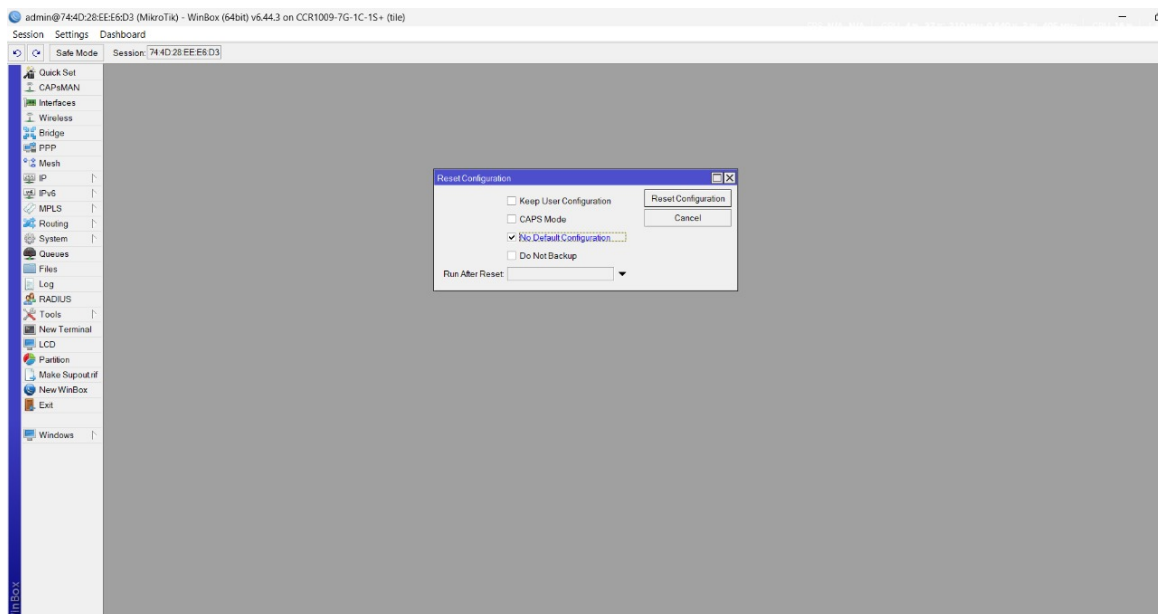 admin@74:4D:28:EE:E6:D3 (MikroTik) - WinBox (64bit) v6.44.3 on CCR1009-7G-1C-1S+ (tile)
Session Settings Dashboard
Safe Mode Session: 74:4D:28:EE:E6:D3
Quick Set
CAPsMAN
Interfaces
Wireless
Bridge
PPP
Mesh
IP
IPv6
MPLS
Routing
System
Queues
Files
Log
RADIUS
Tools
New Terminal
LCD
Partition
Make Supout.rif
New WinBox
Exit
Windows
Reset Configuration
Keep User Configuration
Reset Configuration
CAPS Mode
Cancel
No Default Configuration
Do Not Backup
Run After Reset:
inBox